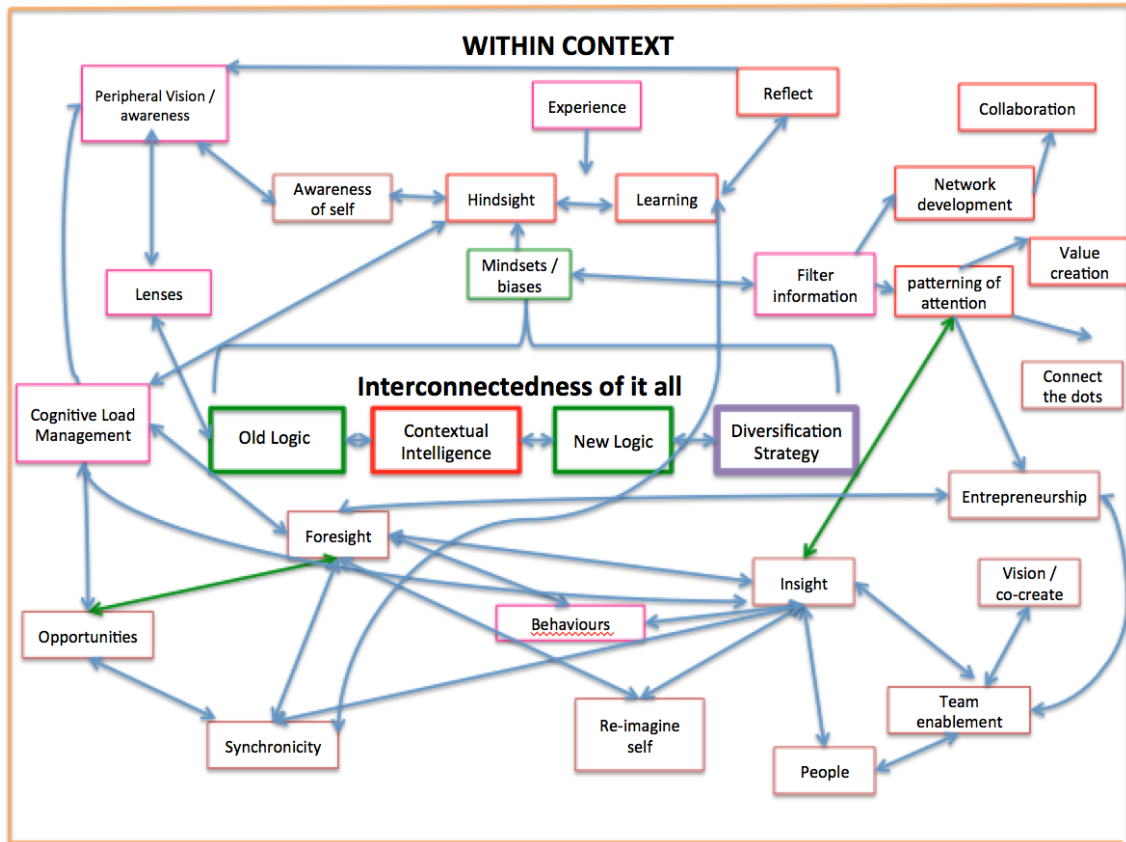 WITHIN CONTEXT
Peripheral Vision /
awareness
Experience
Reflect
Collaboration
Awareness
of self
Hindsight
Learning
Network
development
Mindsets /
biases
Filter
information
patterning of
attention
Value
creation
Lenses
Connect
the dots
Interconnectedness of it all
Cognitive Load
Management
Old Logic
Contextual
Intelligence
New Logic
Diversification
Strategy
Entrepreneurship
Foresight
Insight
Vision /
co-create
Opportunities
Behaviours
Team
enablement
Synchronicity
Re-imagine
self
People